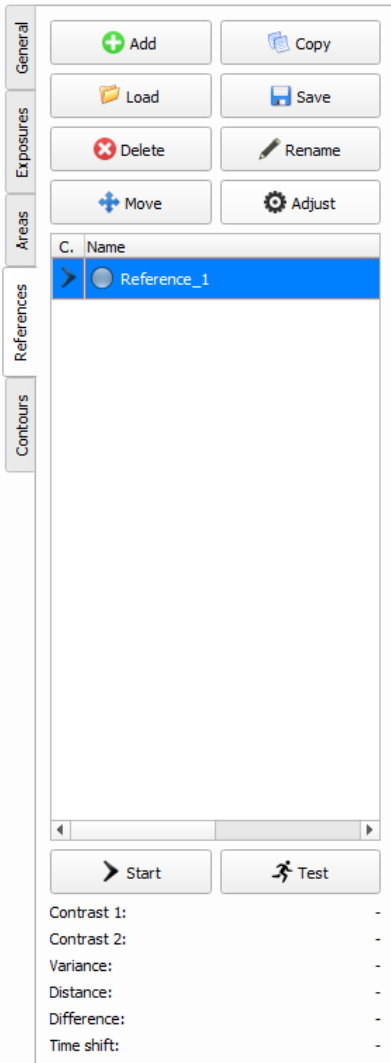 General
Exposures
Areas
References
Contours
Add
Copy
Load
Save
Delete
Rename
Move
Adjust
C. Name
Reference_1
Start
Test
Contrast 1: -
Contrast 2: -
Variance: -
Distance: -
Difference: -
Time shift: -